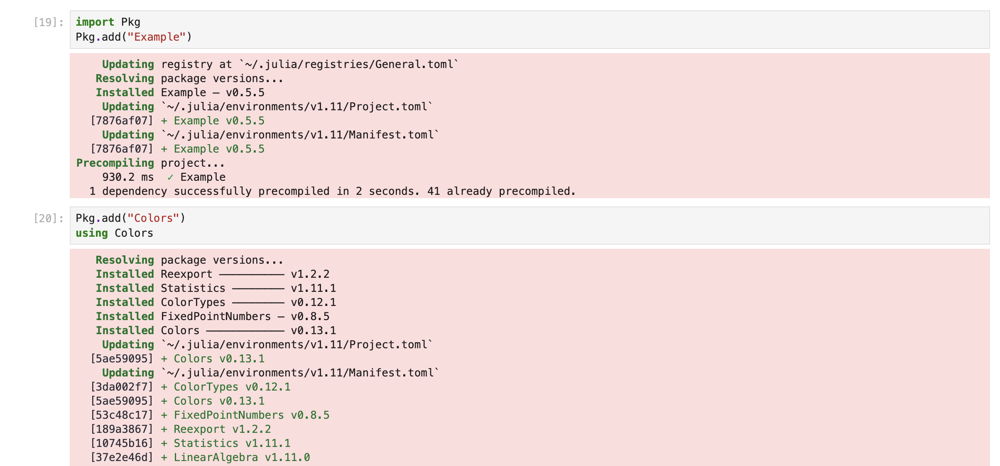 [19]: import Pkg
Pkg.add("Example")
Updating registry at `~/.julia/registries/General.toml`
Resolving package versions...
Installed Example ─ v0.5.5
Updating `~/.julia/environments/v1.11/Project.toml`
[7876af07] + Example v0.5.5
Updating `~/.julia/environments/v1.11/Manifest.toml`
[7876af07] + Example v0.5.5
Precompiling project...
930.2 ms ✓ Example
1 dependency successfully precompiled in 2 seconds. 41 already precompiled.
[20]: Pkg.add("Colors")
using Colors
Resolving package versions...
Installed Reexport ────────── v1.2.2
Installed Statistics ──────── v1.11.1
Installed ColorTypes ──────── v0.12.1
Installed FixedPointNumbers ─ v0.8.5
Installed Colors ──────────── v0.13.1
Updating `~/.julia/environments/v1.11/Project.toml`
[5ae59095] + Colors v0.13.1
Updating `~/.julia/environments/v1.11/Manifest.toml`
[3da002f7] + ColorTypes v0.12.1
[5ae59095] + Colors v0.13.1
[53c48c17] + FixedPointNumbers v0.8.5
[189a3867] + Reexport v1.2.2
[10745b16] + Statistics v1.11.1
[37e2e46d] + LinearAlgebra v1.11.0